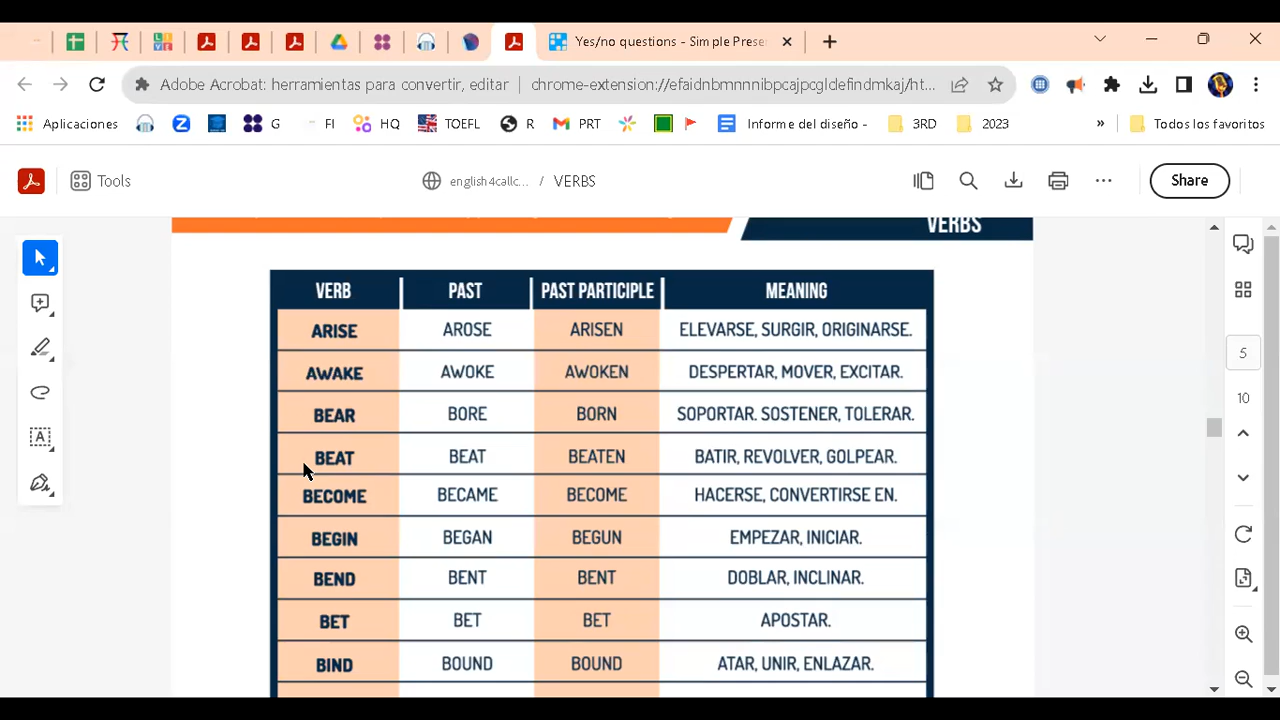 Yes/no questions - Simple Prese
Adobe Acrobat: herramientas para convertir, editar
chrome-extension://efaidnbmnnnibpcajpcglclefindmkaj/ht...
Aplicaciones G FI HQ TOEFL R PRT Informe del diseño - 3RD 2023 » Todos los favoritos
Tools english4callc... / VERBS Share
VERBS
VERB PAST PAST PARTICIPLE MEANING
ARISE AROSE ARISEN ELEVARSE, SURGIR, ORIGINARSE.
AWAKE AWOKE AWOKEN DESPERTAR, MOVER, EXCITAR.
BEAR BORE BORN SOPORTAR. SOSTENER, TOLERAR.
BEAT BEAT BEATEN BATIR, REVOLVER, GOLPEAR.
BECOME BECAME BECOME HACERSE, CONVERTIRSE EN.
BEGIN BEGAN BEGUN EMPEZAR, INICIAR.
BEND BENT BENT DOBLAR, INCLINAR.
BET BET BET APOSTAR.
BIND BOUND BOUND ATAR, UNIR, ENLAZAR.
5
10